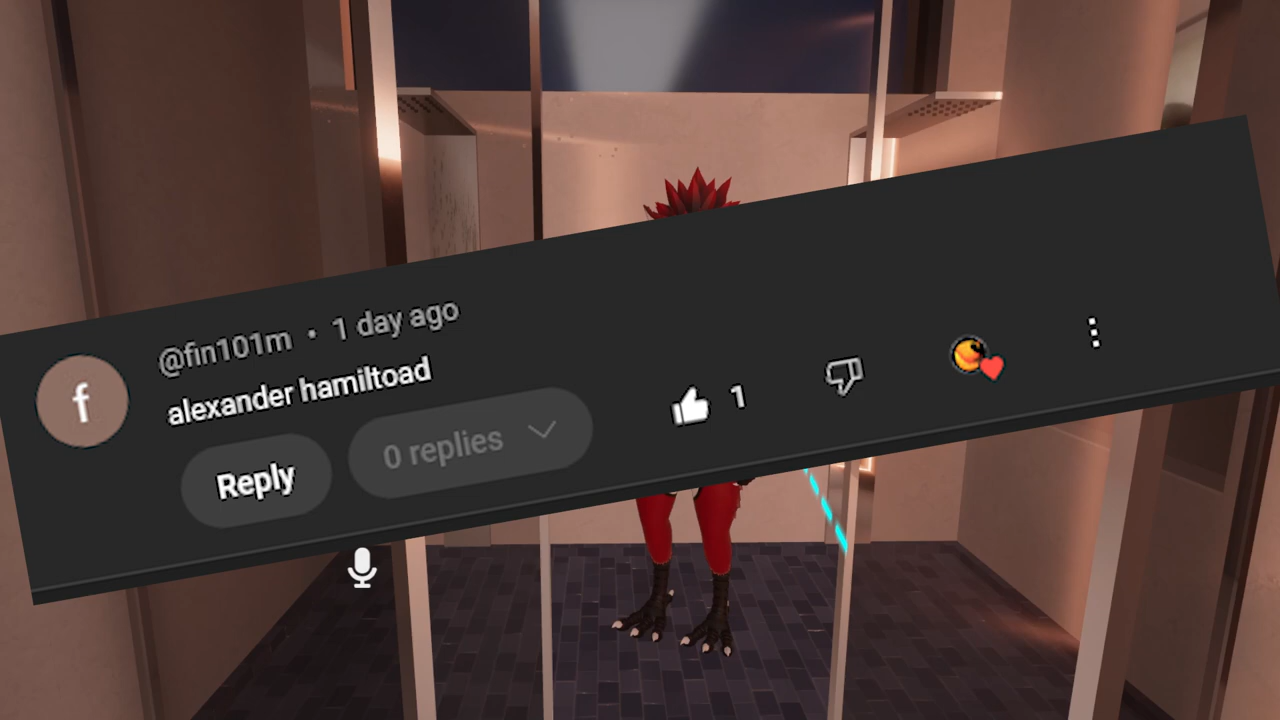 f
@fin101m · 1 day ago
alexander hamiltoad
Reply
0 replies
1